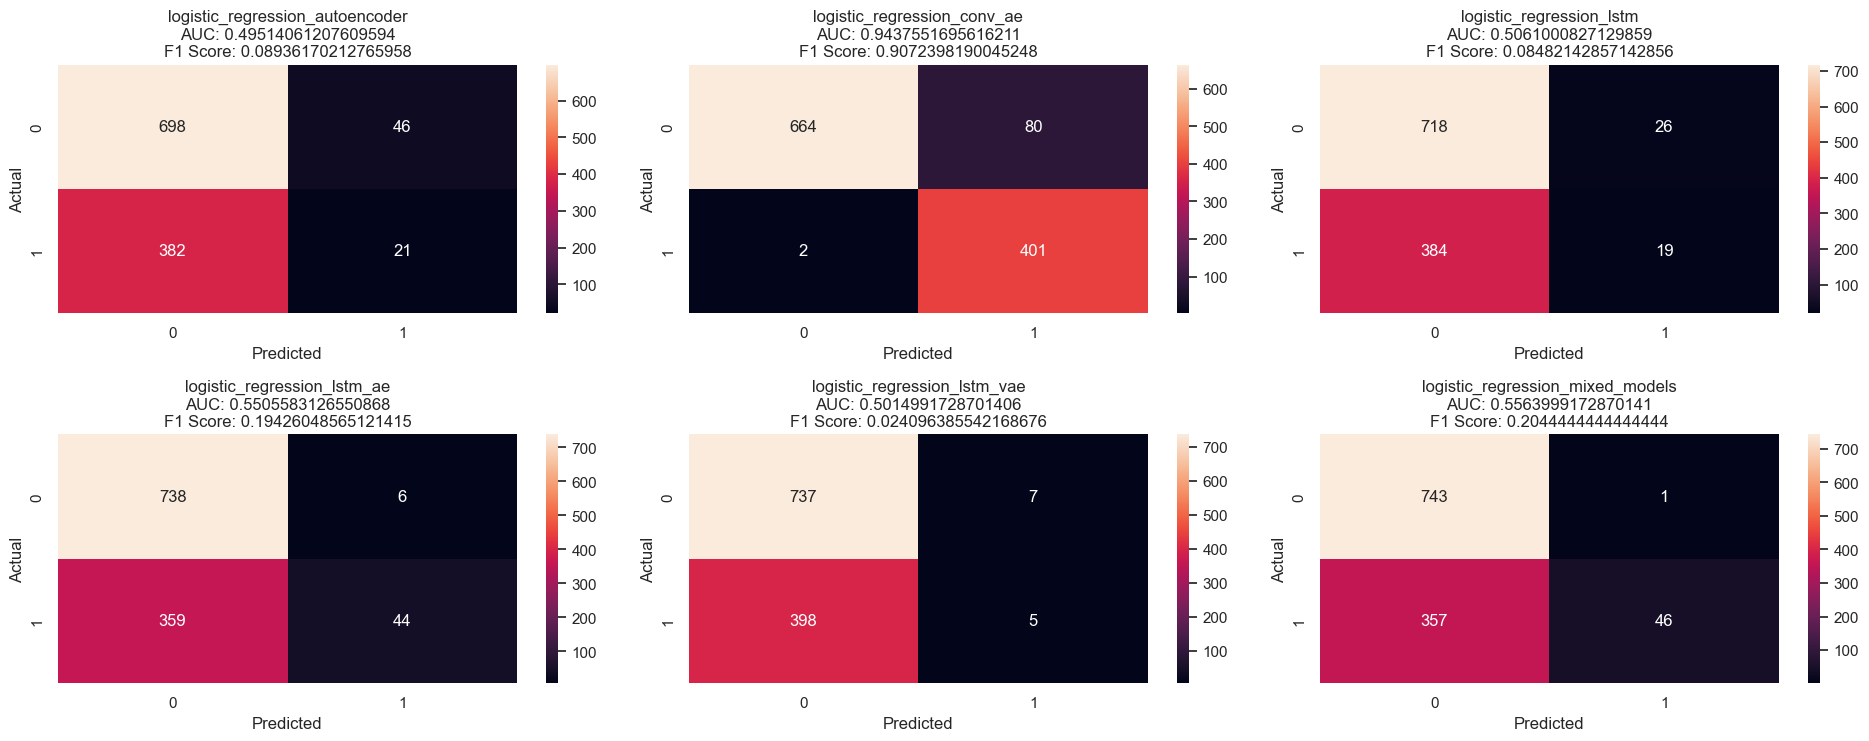 logistic_regression_autoencoder
AUC: 0.49514061207609594
F1 Score: 0.08936170212765958
698
46
382
21
0
1
Actual
0
1
Predicted
600
500
400
300
200
100
logistic_regression_conv_ae
AUC: 0.9437551695616211
F1 Score: 0.9072398190045248
664
80
2
401
0
1
Actual
0
1
Predicted
600
500
400
300
200
100
logistic_regression_lstm
AUC: 0.5061000827129859
F1 Score: 0.08482142857142856
718
26
384
19
0
1
Actual
0
1
Predicted
700
600
500
400
300
200
100
logistic_regression_lstm_ae
AUC: 0.5505583126550868
F1 Score: 0.19426048565121415
738
6
359
44
0
1
Actual
0
1
Predicted
700
600
500
400
300
200
100
logistic_regression_lstm_vae
AUC: 0.5014991728701406
F1 Score: 0.024096385542168676
737
7
398
5
0
1
Actual
0
1
Predicted
700
600
500
400
300
200
100
logistic_regression_mixed_models
AUC: 0.5563999172870141
F1 Score: 0.2044444444444444
743
1
357
46
0
1
Actual
0
1
Predicted
700
600
500
400
300
200
100